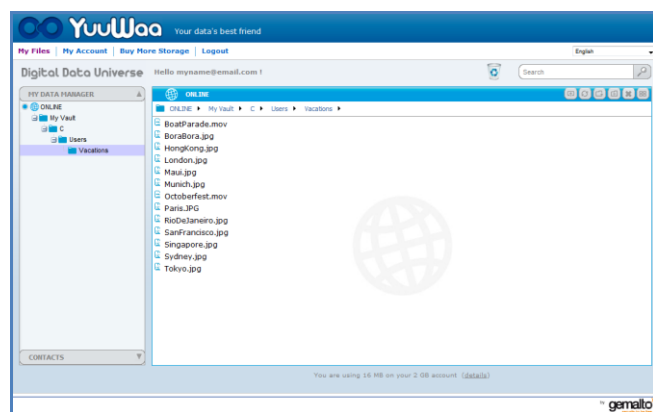 YuuWaa Your data's best friend
My Files | My Account | Buy More Storage | Logout English
Digital Data Universe Hello myname@email.com ! Search
MY DATA MANAGER
ONLINE
My Vault
C
Users
Vacations
CONTACTS
ONLINE
ONLINE My Vault C Users Vacations
BoatParade.mov
BoraBora.jpg
HongKong.jpg
London.jpg
Maui.jpg
Munich.jpg
Octoberfest.mov
Paris.JPG
RioDeJaneiro.jpg
SanFrancisco.jpg
Singapore.jpg
Sydney.jpg
Tokyo.jpg
You are using 16 MB on your 2 GB account (details)
by gemalto